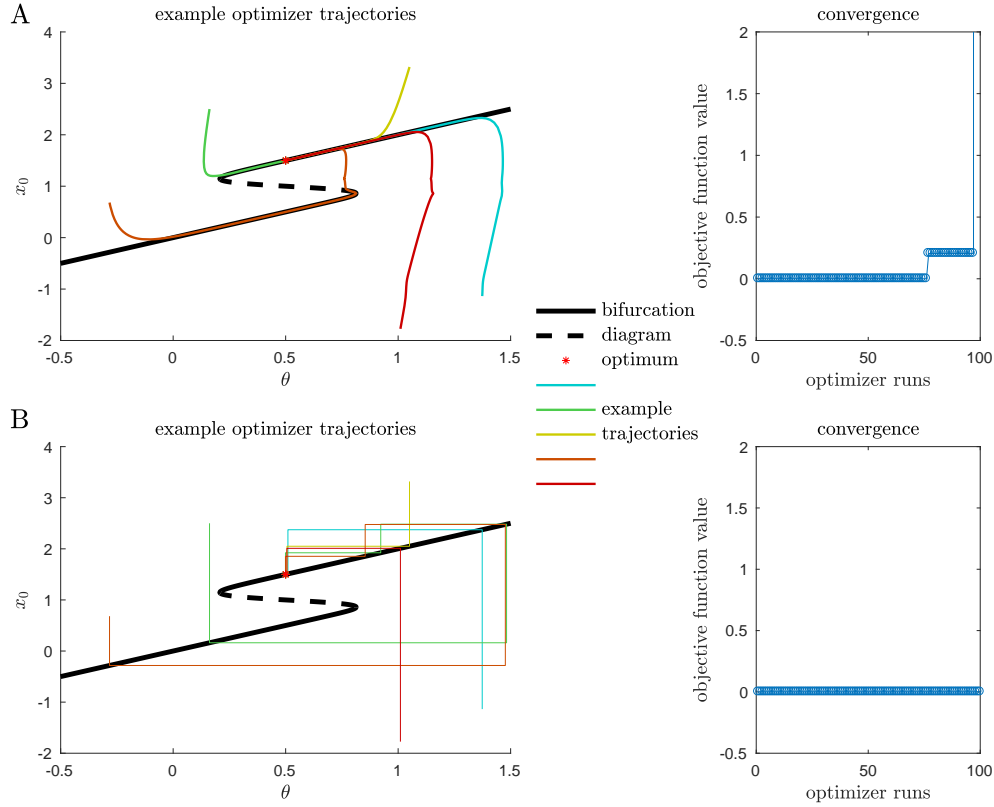 A
example optimizer trajectories
4
3
2
1
0
-1
-2
x₀
-0.5 0 0.5 1 1.5
θ
convergence
2
1.5
1
0.5
0
-0.5
objective function value
0 50 100
optimizer runs
bifurcation
diagram
optimum
example
trajectories
B
example optimizer trajectories
4
3
2
1
0
-1
-2
x₀
-0.5 0 0.5 1 1.5
θ
convergence
2
1.5
1
0.5
0
-0.5
objective function value
0 50 100
optimizer runs